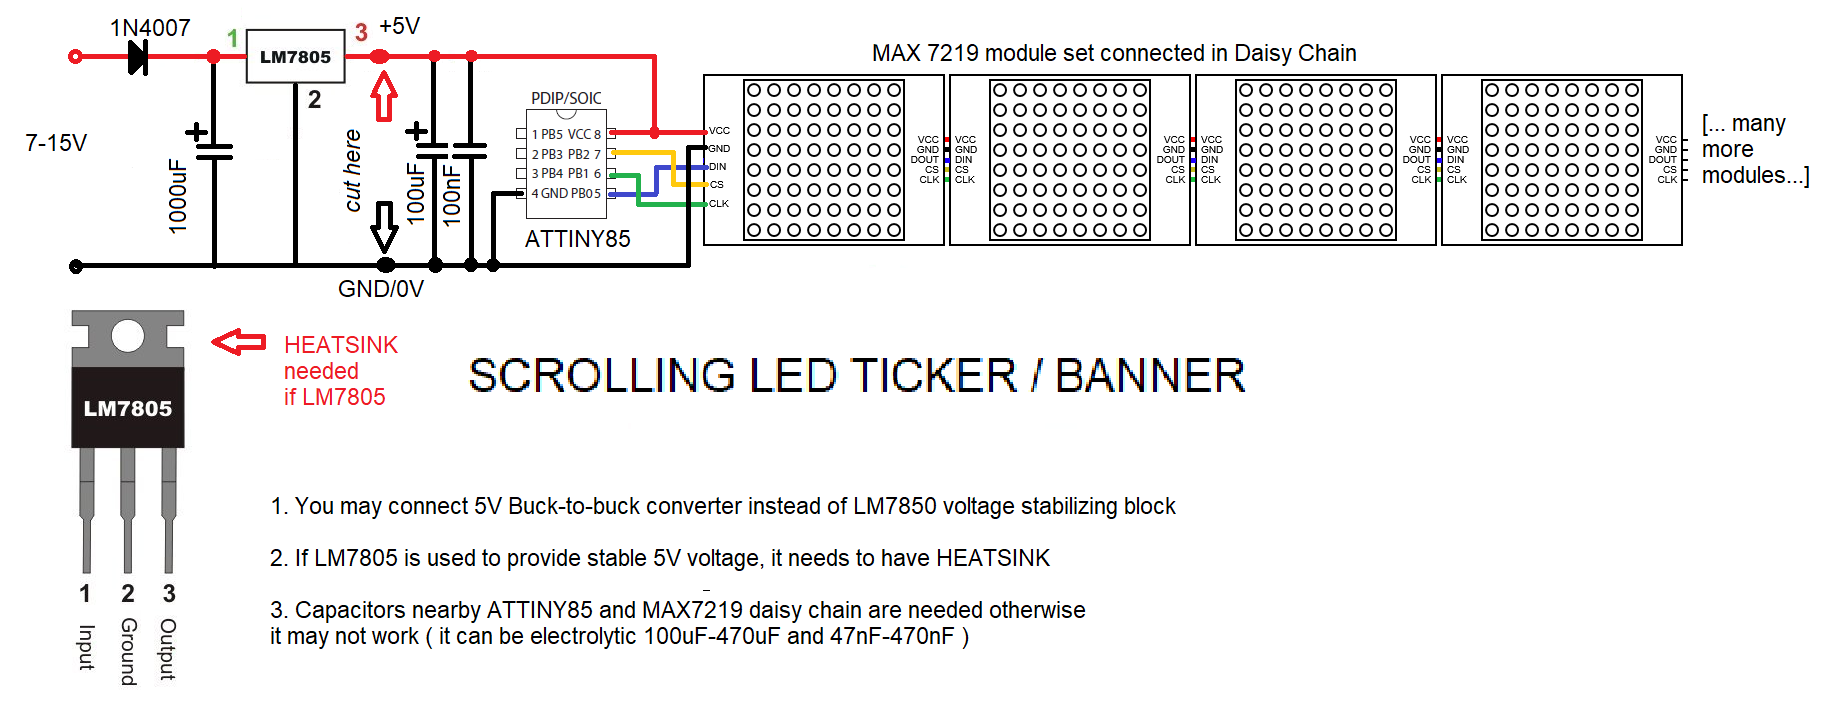 1N4007
1
LM7805
3
+5V
2
7-15V
+
1000uF
cut here
+
100uF
100nF
GND/0V
PDIP/SOIC
1 PB5 VCC 8
2 PB3 PB2 7
3 PB4 PB1 6
4 GND PB0 5
ATTINY85
MAX 7219 module set connected in Daisy Chain
VCC
GND
DIN
CS
CLK
VCC VCC
GND GND
DOUT DIN
CS CS
CLK CLK
VCC VCC
GND GND
DOUT DIN
CS CS
CLK CLK
VCC VCC
GND GND
DOUT DIN
CS CS
CLK CLK
VCC
GND
DOUT
CS
CLK
[... many
more
modules...]
HEATSINK
needed
if LM7805
LM7805
1 2 3
Input
Ground
Output
SCROLLING LED TICKER / BANNER
1. You may connect 5V Buck-to-buck converter instead of LM7850 voltage stabilizing block
2. If LM7805 is used to provide stable 5V voltage, it needs to have HEATSINK
3. Capacitors nearby ATTINY85 and MAX7219 daisy chain are needed otherwise
it may not work ( it can be electrolytic 100uF-470uF and 47nF-470nF )